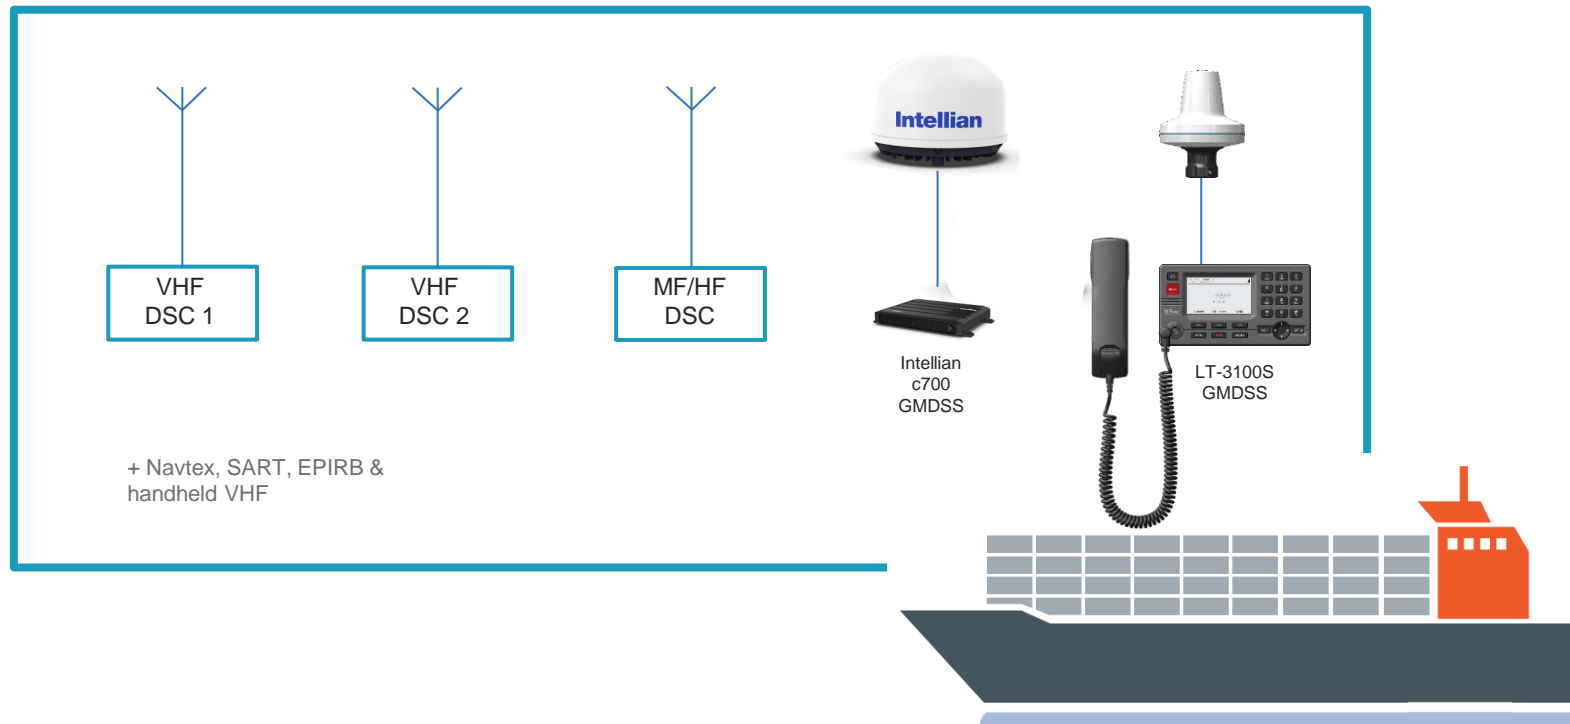 Intellian
VHF
DSC 1
VHF
DSC 2
MF/HF
DSC
Intellian
c700
GMDSS
LT-3100S
GMDSS
+ Navtex, SART, EPIRB &
handheld VHF